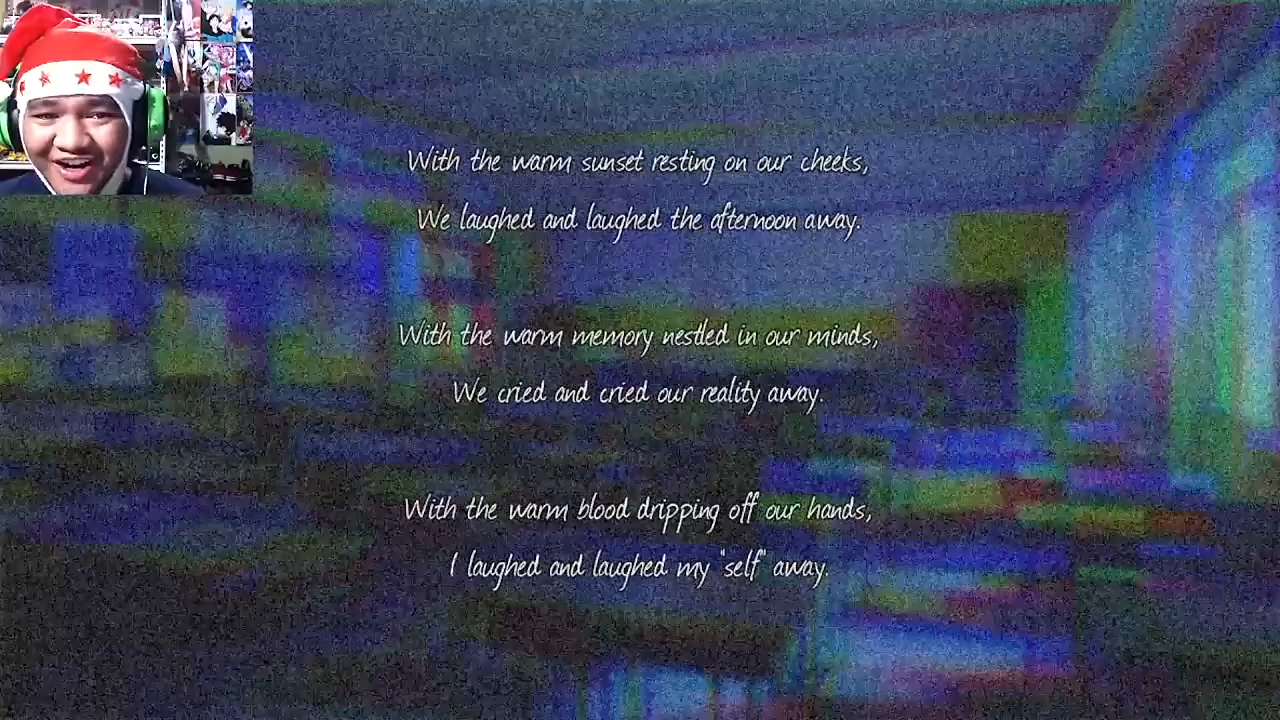 With the warm sunset resting on our cheeks,
We laughed and laughed the afternoon away.
With the warm memory nestled in our minds,
We cried and cried our reality away.
With the warm blood dripping off our hands,
I laughed and laughed my "self" away.